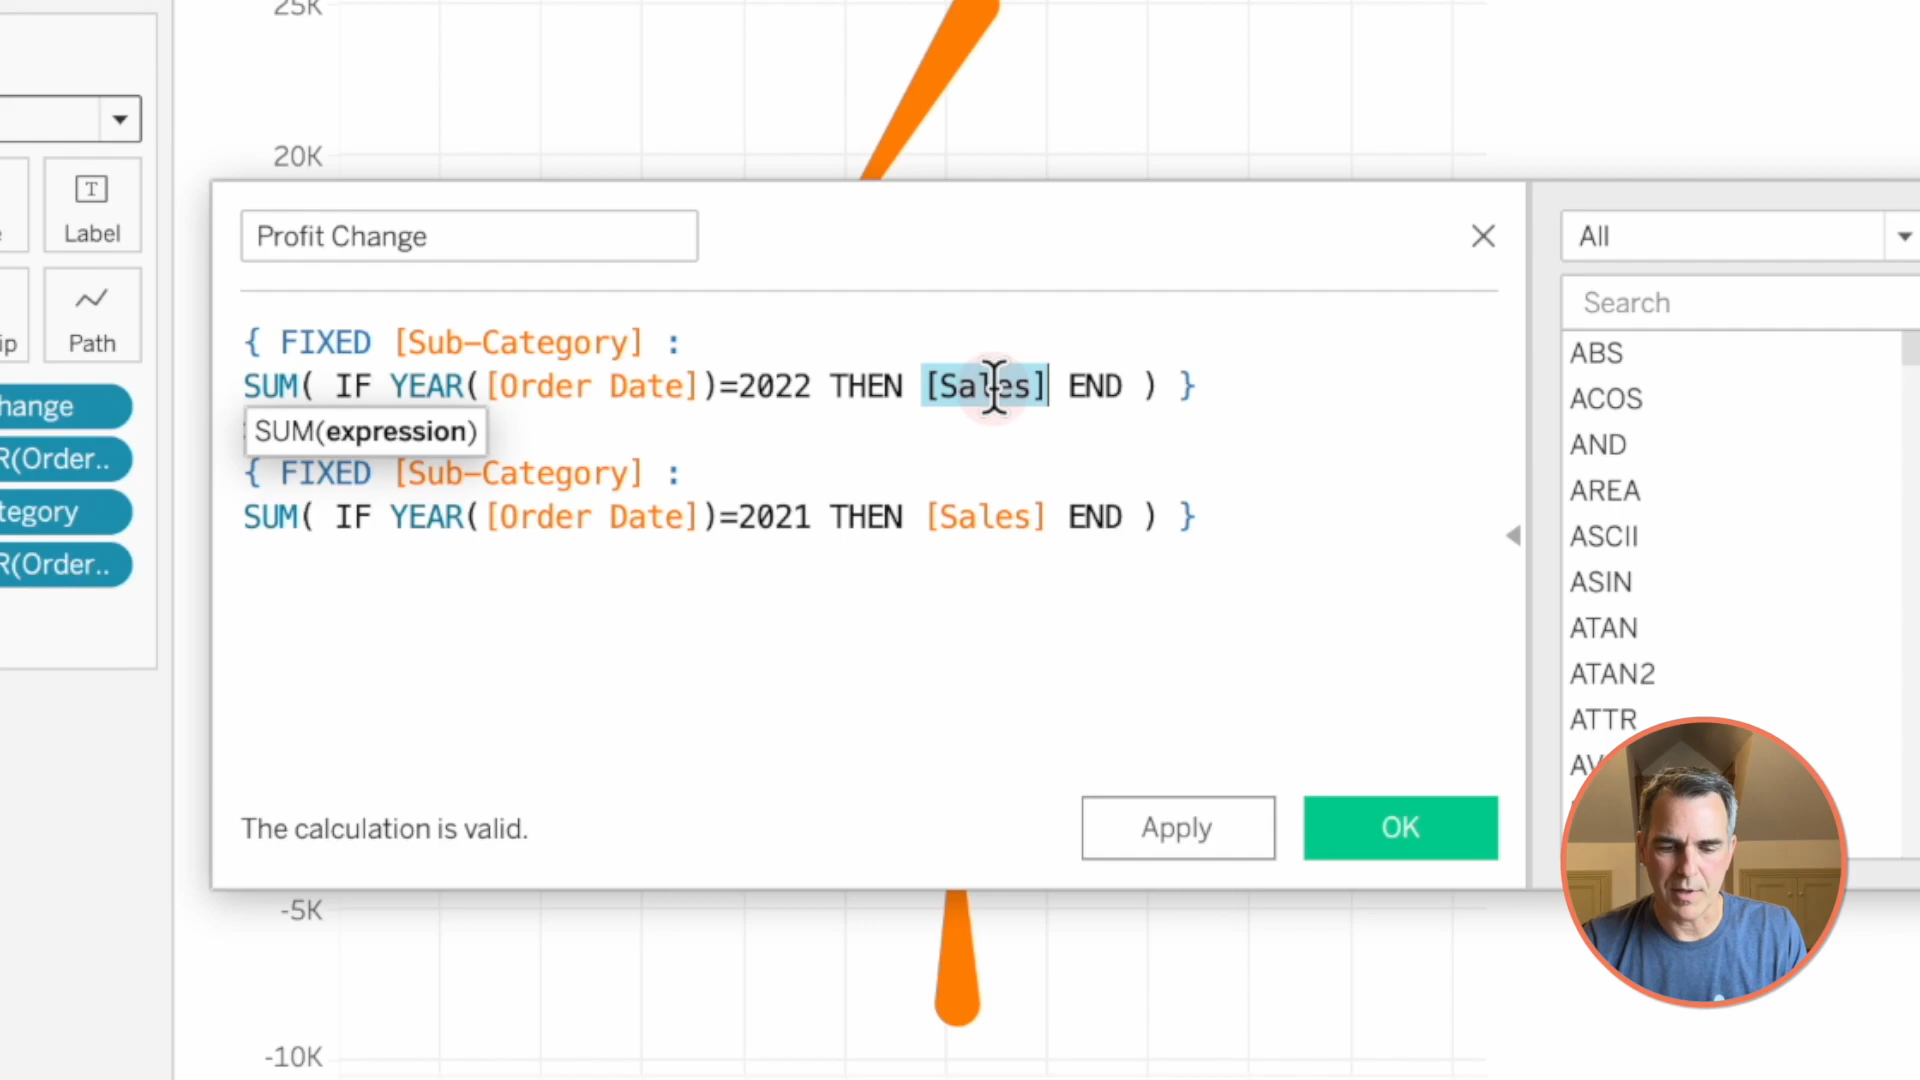 25K
20K
Label
Path
hange
R(Order..
tegory
R(Order..
Profit Change
{ FIXED [Sub-Category] :
SUM( IF YEAR([Order Date])=2022 THEN [Sales] END ) }
SUM(expression)
{ FIXED [Sub-Category] :
SUM( IF YEAR([Order Date])=2021 THEN [Sales] END ) }
The calculation is valid.
Apply
OK
All
Search
ABS
ACOS
AND
AREA
ASCII
ASIN
ATAN
ATAN2
ATTR
-5K
-10K